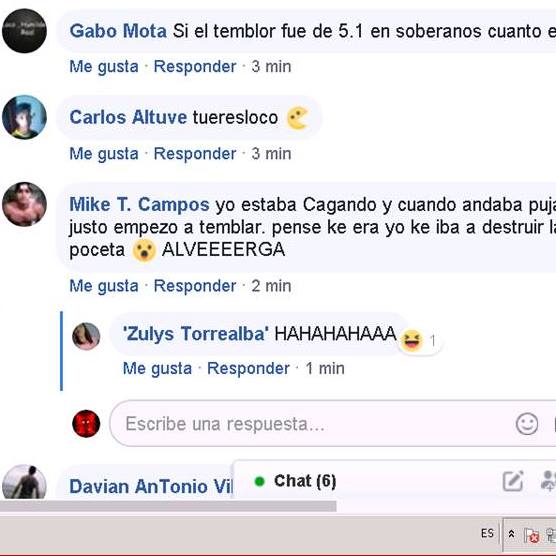 Gabo Mota Si el temblor fue de 5.1 en soberanos cuanto e
Me gusta · Responder · 3 min
Carlos Altuve tueresloco
Me gusta · Responder · 3 min
Mike T. Campos yo estaba Cagando y cuando andaba puja
justo empezo a temblar. pense ke era yo ke iba a destruir la
poceta 😮 ALVEEEERGA
Me gusta · Responder · 2 min
'Zulys Torrealba' HAHAHAHAAA 😆 1
Me gusta · Responder · 1 min
Escribe una respuesta...
Davian AnTonio Vil
Chat (6)
ES